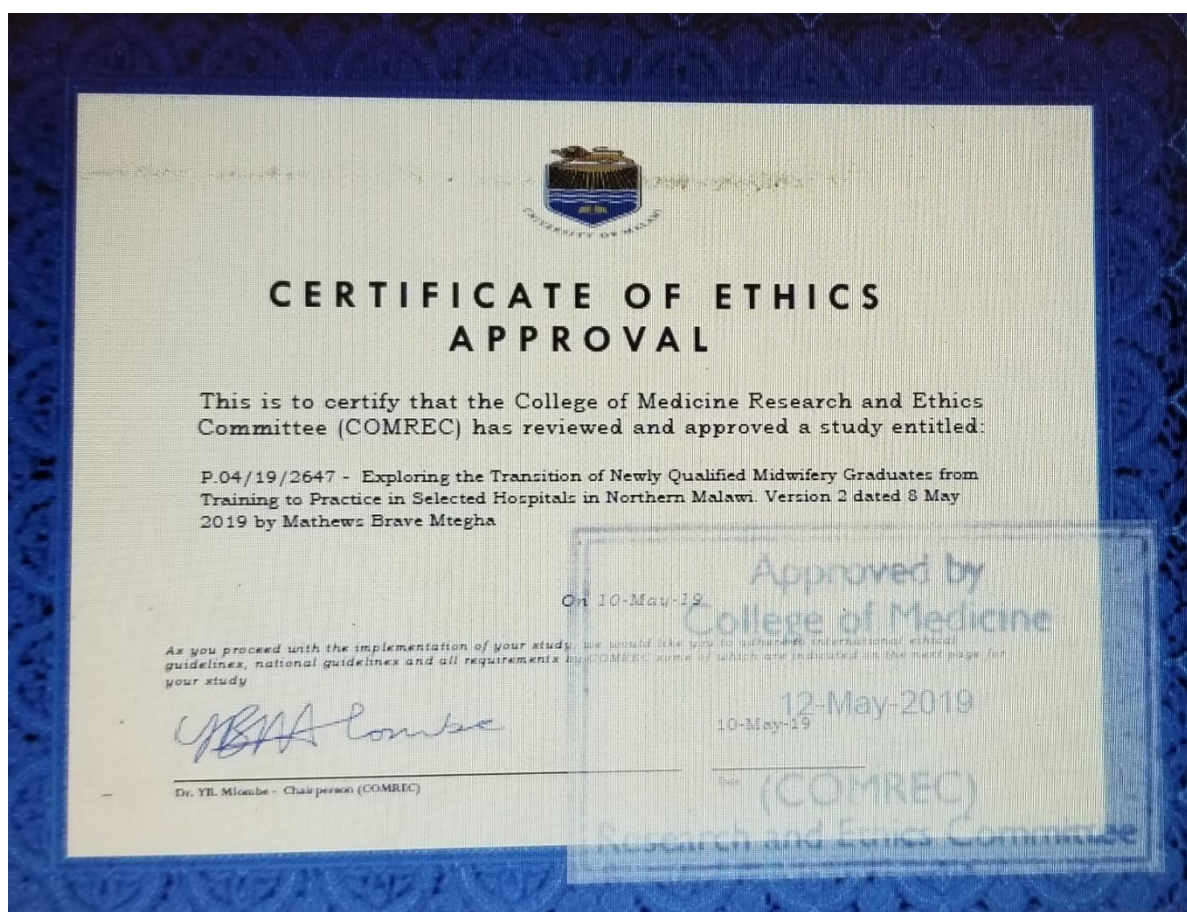 UNIVERSITY OF MALAWI
CERTIFICATE OF ETHICS
APPROVAL
This is to certify that the College of Medicine Research and Ethics
Committee (COMREC) has reviewed and approved a study entitled:
P.04/19/2647 - Exploring the Transition of Newly Qualified Midwifery Graduates from
Training to Practice in Selected Hospitals in Northern Malawi. Version 2 dated 8 May
2019 by Mathews Brave Mtegha
On 10-May-19
As you proceed with the implementation of your study, we would like you to adhere to international ethical
guidelines, national guidelines and all requirements by COMREC some of which are indicated on the next page for
your study
10-May-19
Dr. YB. Mlombe - Chairperson (COMREC)
Date
Approved by
College of Medicine
12-May-2019
(COMREC)
Research and Ethics Committee